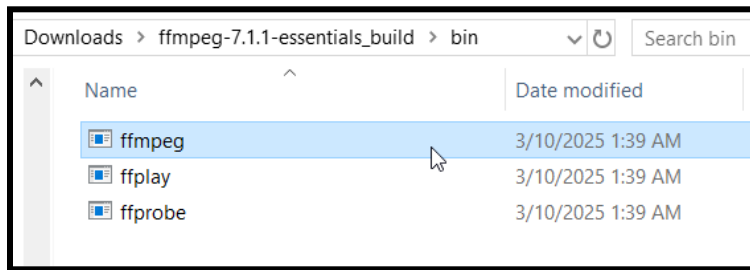 Downloads > ffmpeg-7.1.1-essentials_build > bin Search bin
Name Date modified
ffmpeg 3/10/2025 1:39 AM
ffplay 3/10/2025 1:39 AM
ffprobe 3/10/2025 1:39 AM